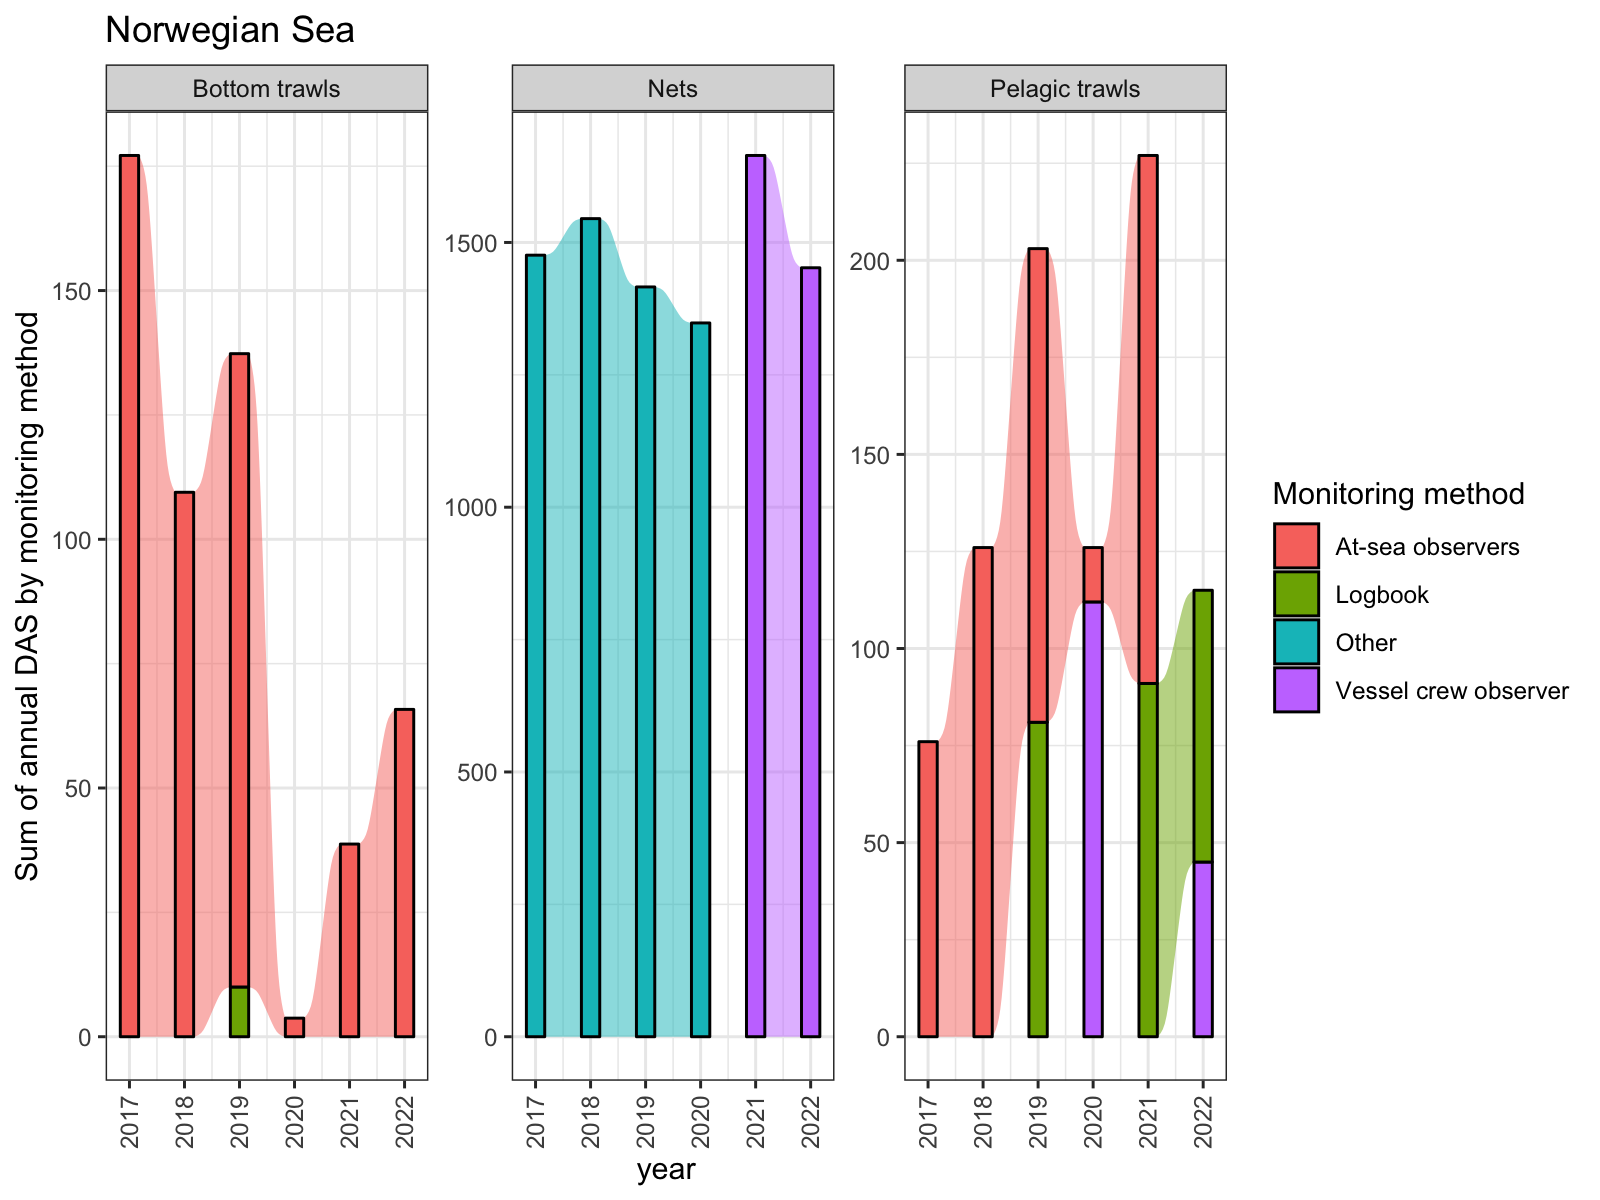 Norwegian Sea
Bottom trawls
Nets
Pelagic trawls
Sum of annual DAS by monitoring method
150
100
50
0
1500
1000
500
0
200
150
100
50
0
2017
2018
2019
2020
2021
2022
2017
2018
2019
2020
2021
2022
2017
2018
2019
2020
2021
2022
year
Monitoring method
At-sea observers
Logbook
Other
Vessel crew observer